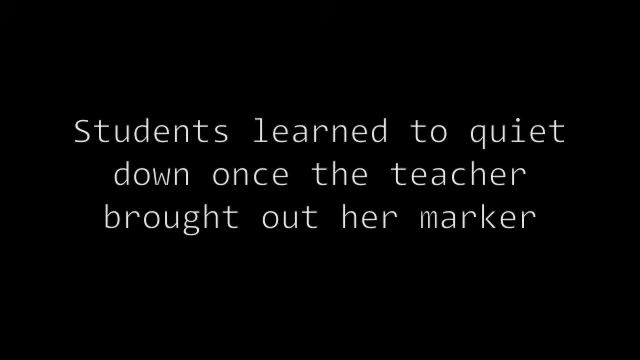 Students learned to quiet
down once the teacher
brought out her marker